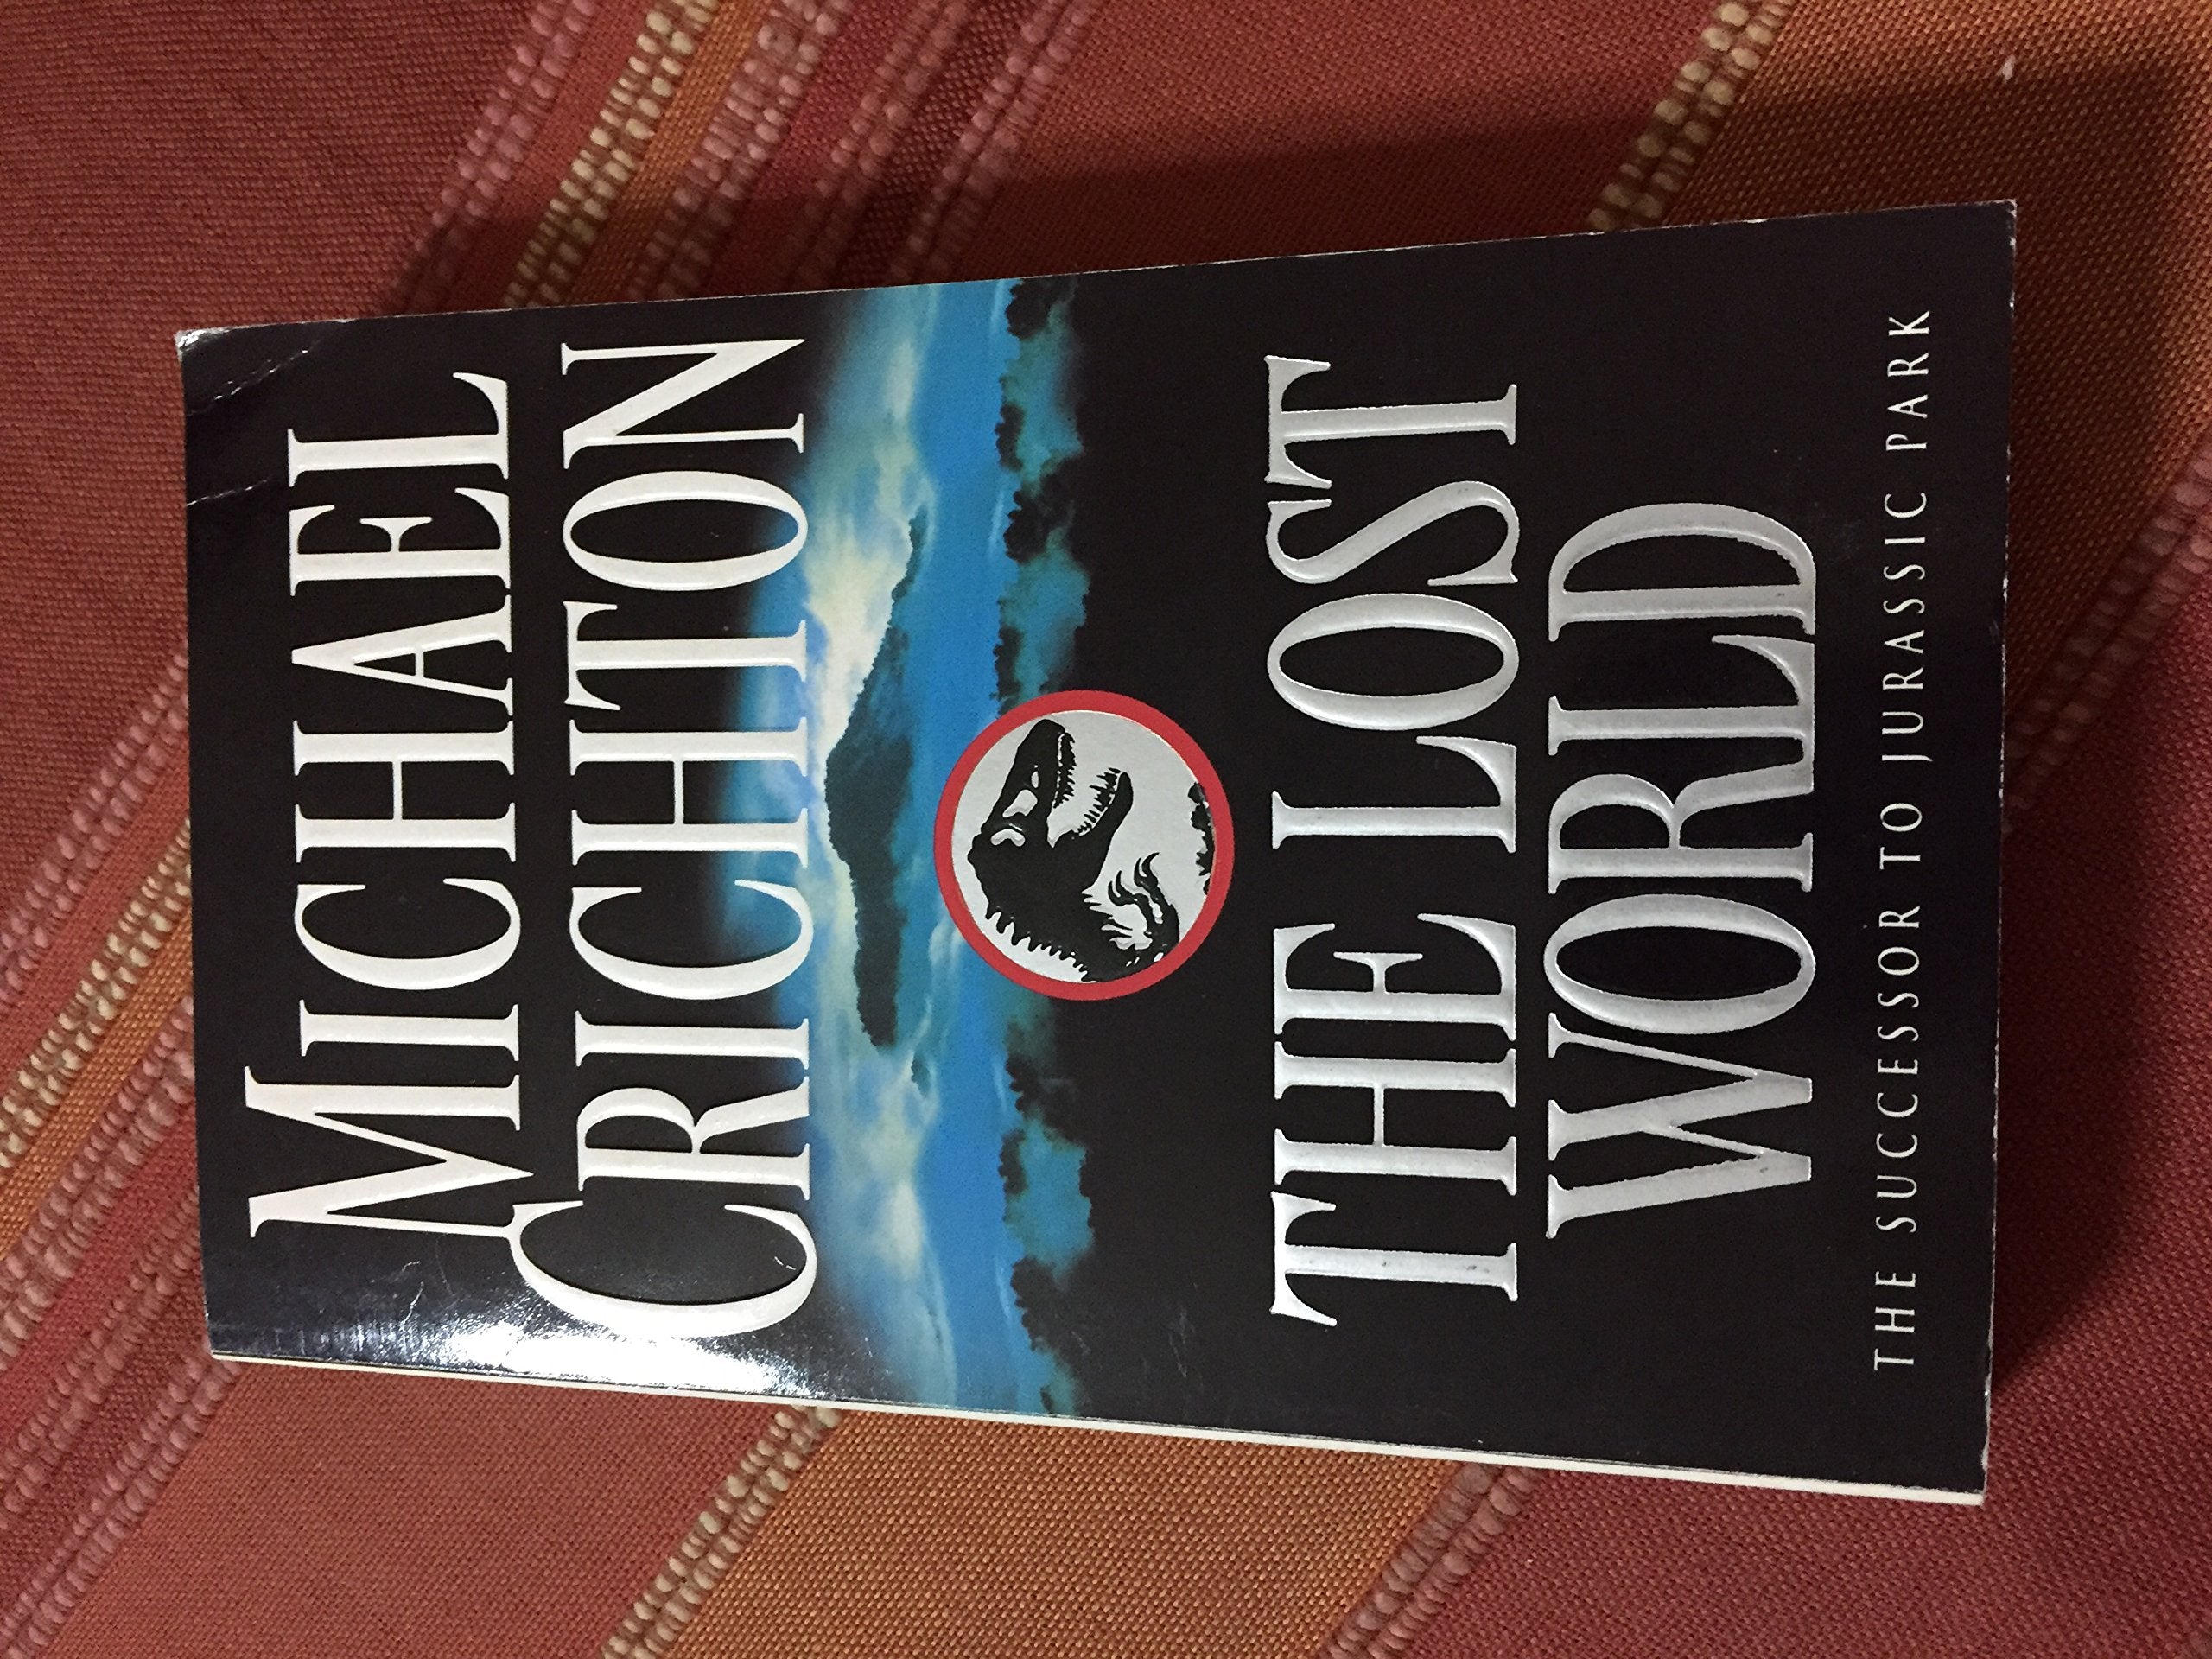 MICHAEL
CRICHTON
THE LOST
WORLD
THE SUCCESSOR TO JURASSIC PARK